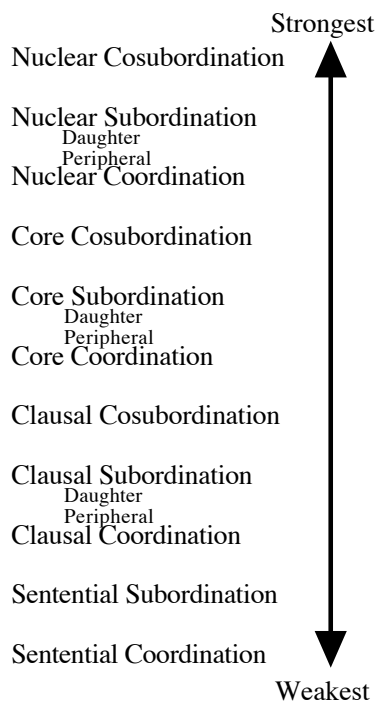 Strongest
Nuclear Cosubordination
Nuclear Subordination
Daughter
Peripheral
Nuclear Coordination
Core Cosubordination
Core Subordination
Daughter
Peripheral
Core Coordination
Clausal Cosubordination
Clausal Subordination
Daughter
Peripheral
Clausal Coordination
Sentential Subordination
Sentential Coordination
Weakest